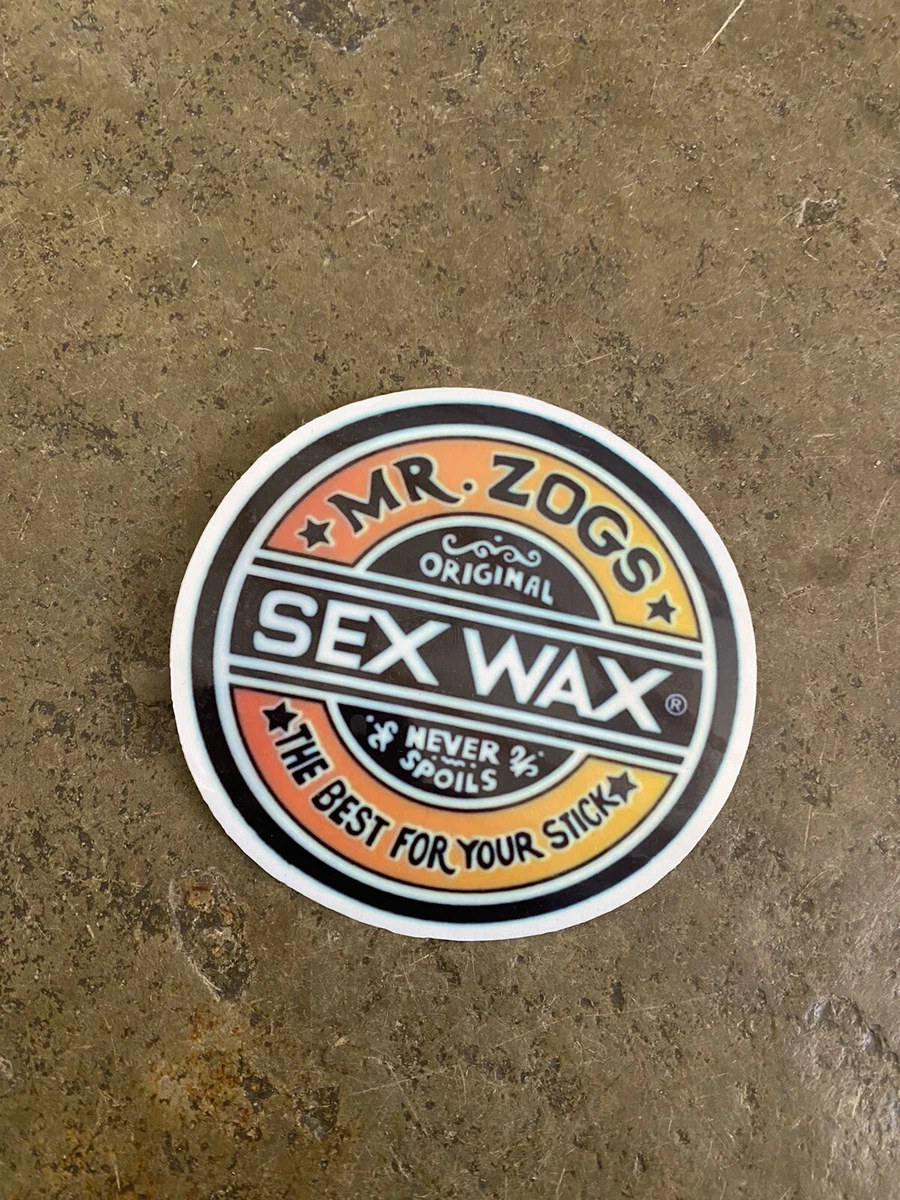 MR. ZOGS
ORIGINAL
SEX WAX ®
NEVER
SPOILS
THE BEST FOR YOUR STICK